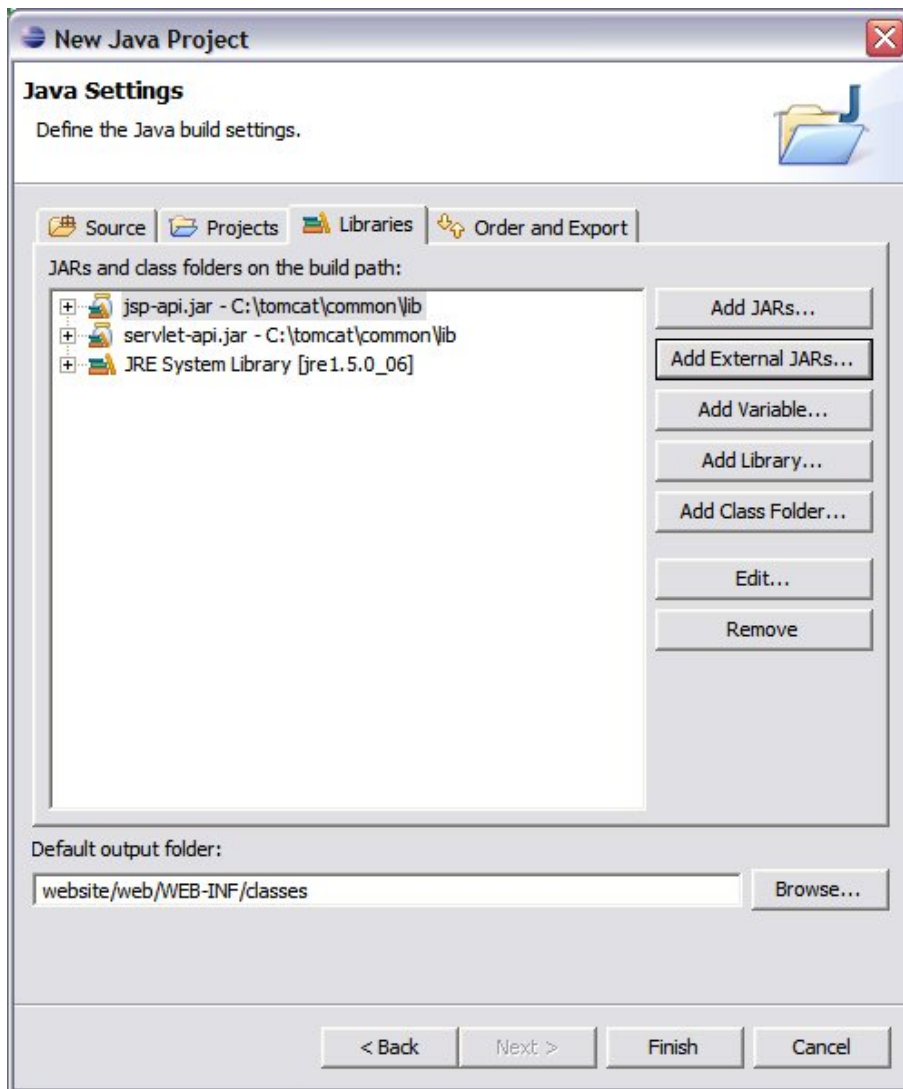 New Java Project
Java Settings
Define the Java build settings.
Source Projects Libraries Order and Export
JARs and class folders on the build path:
jsp-api.jar - C:\tomcat\common\lib
servlet-api.jar - C:\tomcat\common\lib
JRE System Library [jre1.5.0_06]
Add JARs...
Add External JARs...
Add Variable...
Add Library...
Add Class Folder...
Edit...
Remove
Default output folder:
website/web/WEB-INF/classes Browse...
< Back Next > Finish Cancel